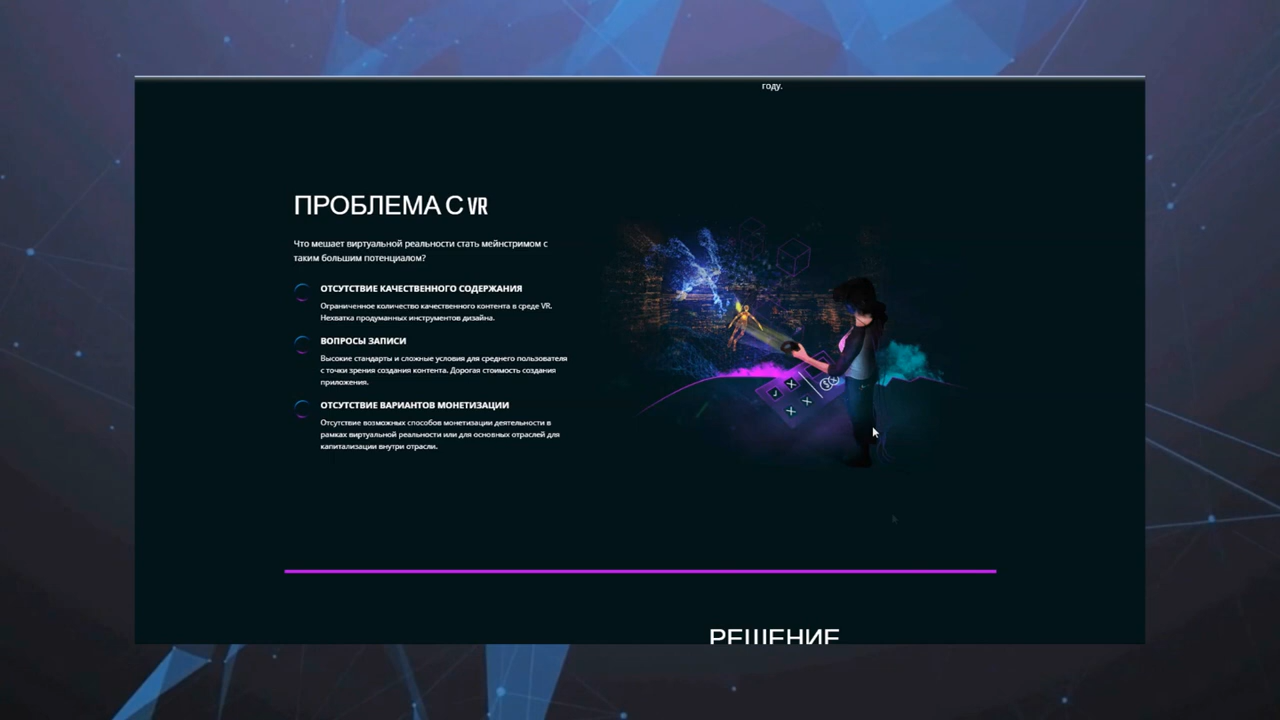 году.
ПРОБЛЕМА С VR
Что мешает виртуальной реальности стать мейнстримом с
таким большим потенциалом?
ОТСУТСТВИЕ КАЧЕСТВЕННОГО СОДЕРЖАНИЯ
Ограниченное количество качественного контента в среде VR.
Нехватка продуманных инструментов дизайна.
ВОПРОСЫ ЗАПИСИ
Высокие стандарты и сложные условия для среднего пользователя
с точки зрения создания контента. Дорогая стоимость создания
приложения.
ОТСУТСТВИЕ ВАРИАНТОВ МОНЕТИЗАЦИИ
Отсутствие возможных способов монетизации деятельности в
рамках виртуальной реальности или для основных отраслей для
капитализации внутри отрасли.
РЕШЕНИЕ